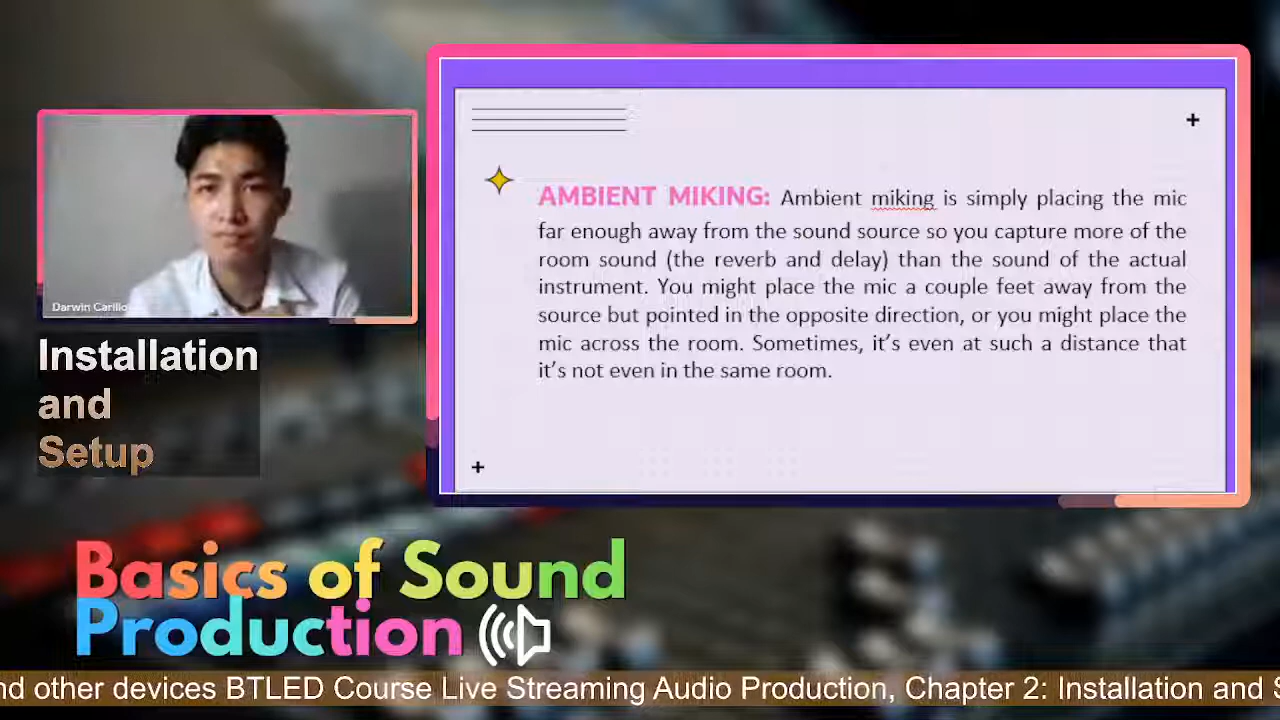 Darwin Carillo
Installation
and
Setup
AMBIENT MIKING: Ambient miking is simply placing the mic
far enough away from the sound source so you capture more of the
room sound (the reverb and delay) than the sound of the actual
instrument. You might place the mic a couple feet away from the
source but pointed in the opposite direction, or you might place the
mic across the room. Sometimes, it's even at such a distance that
it's not even in the same room.
Basics of Sound
Production
other devices BTLED Course Live Streaming Audio Production, Chapter 2: Installation and